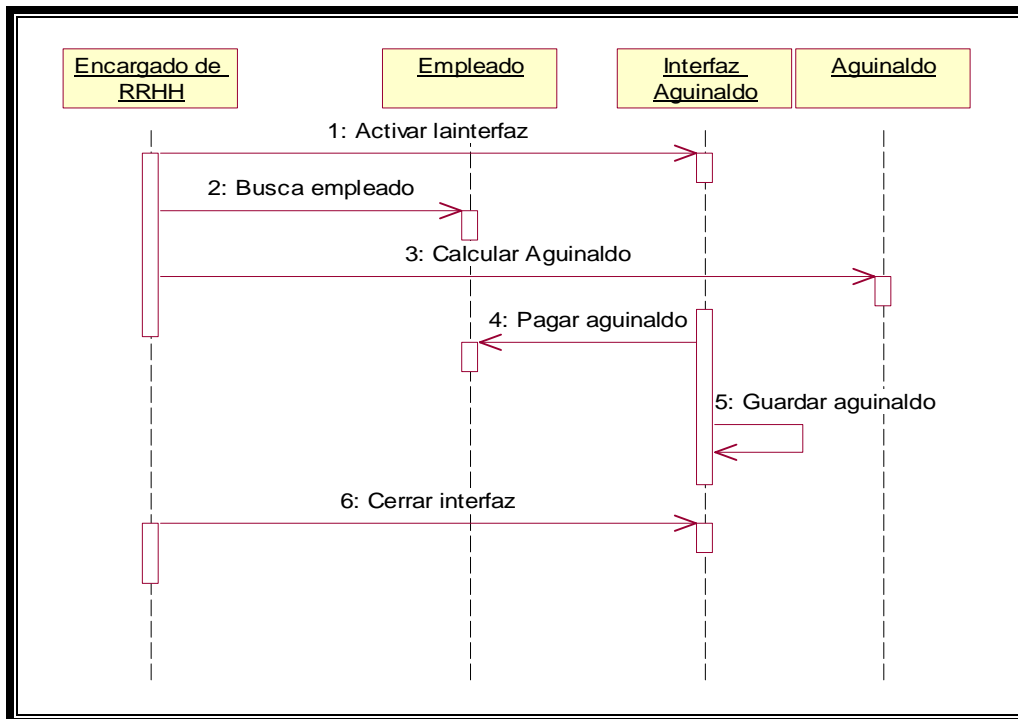 Encargado de
RRHH
Empleado
Interfaz
Aguinaldo
Aguinaldo
1: Activar lainterfaz
2: Busca empleado
3: Calcular Aguinaldo
4: Pagar aguinaldo
5: Guardar aguinaldo
6: Cerrar interfaz